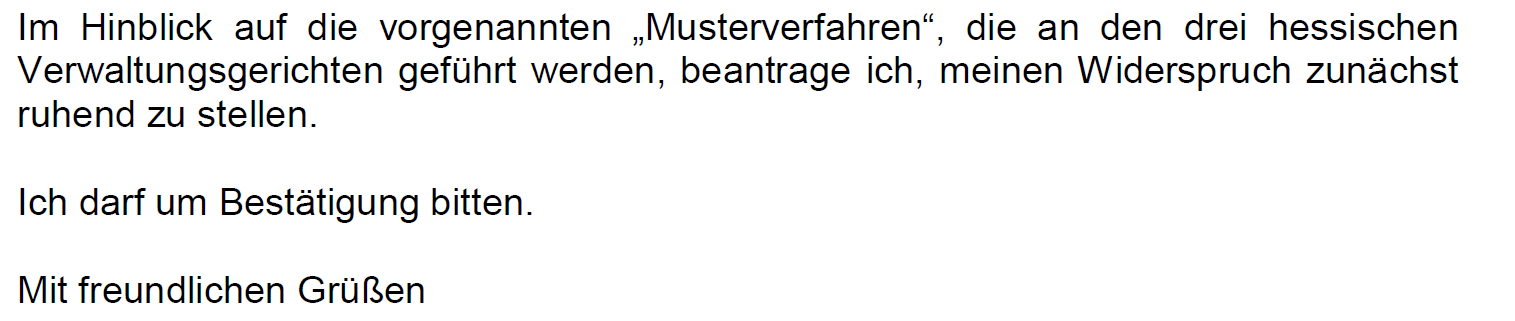 Im Hinblick auf die vorgenannten „Musterverfahren“, die an den drei hessischen
Verwaltungsgerichten geführt werden, beantrage ich, meinen Widerspruch zunächst
ruhend zu stellen.
Ich darf um Bestätigung bitten.
Mit freundlichen Grüßen